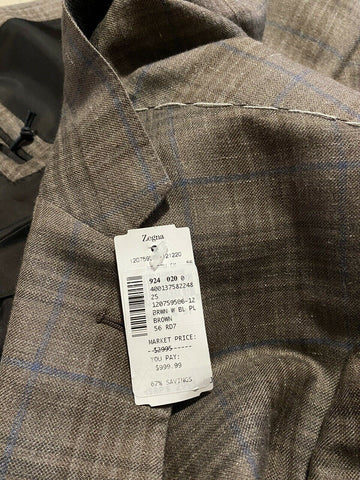 Zegna
924 020 0
400137582248
25
120759506-12
BRWN # BL PL
BROWN
56 RD7
MARKET PRICE:
$2995
YOU PAY:
$999.99
67% SAVINGS